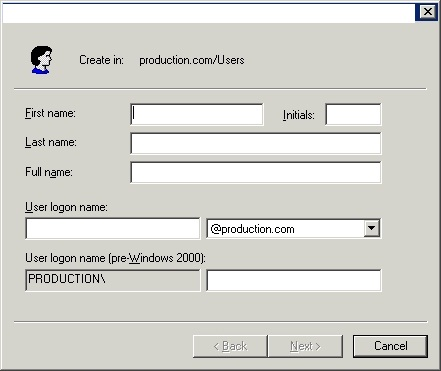 Create in: production.com/Users
First name: Initials:
Last name:
Full name:
User logon name:
@production.com
User logon name (pre-Windows 2000):
PRODUCTION\
< Back Next > Cancel